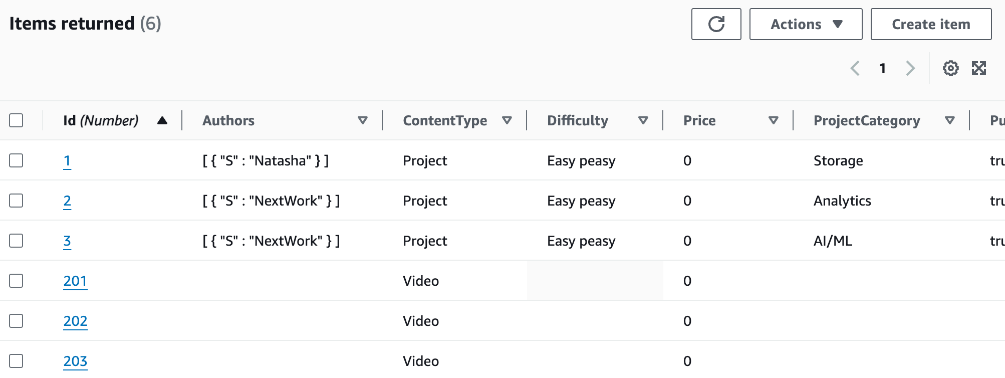 Items returned (6)
Actions
Create item
1
Id (Number) Authors ContentType Difficulty Price ProjectCategory Pu
1 [ { "S" : "Natasha" } ] Project Easy peasy 0 Storage tru
2 [ { "S" : "NextWork" } ] Project Easy peasy 0 Analytics tru
3 [ { "S" : "NextWork" } ] Project Easy peasy 0 AI/ML tru
201 Video 0
202 Video 0
203 Video 0